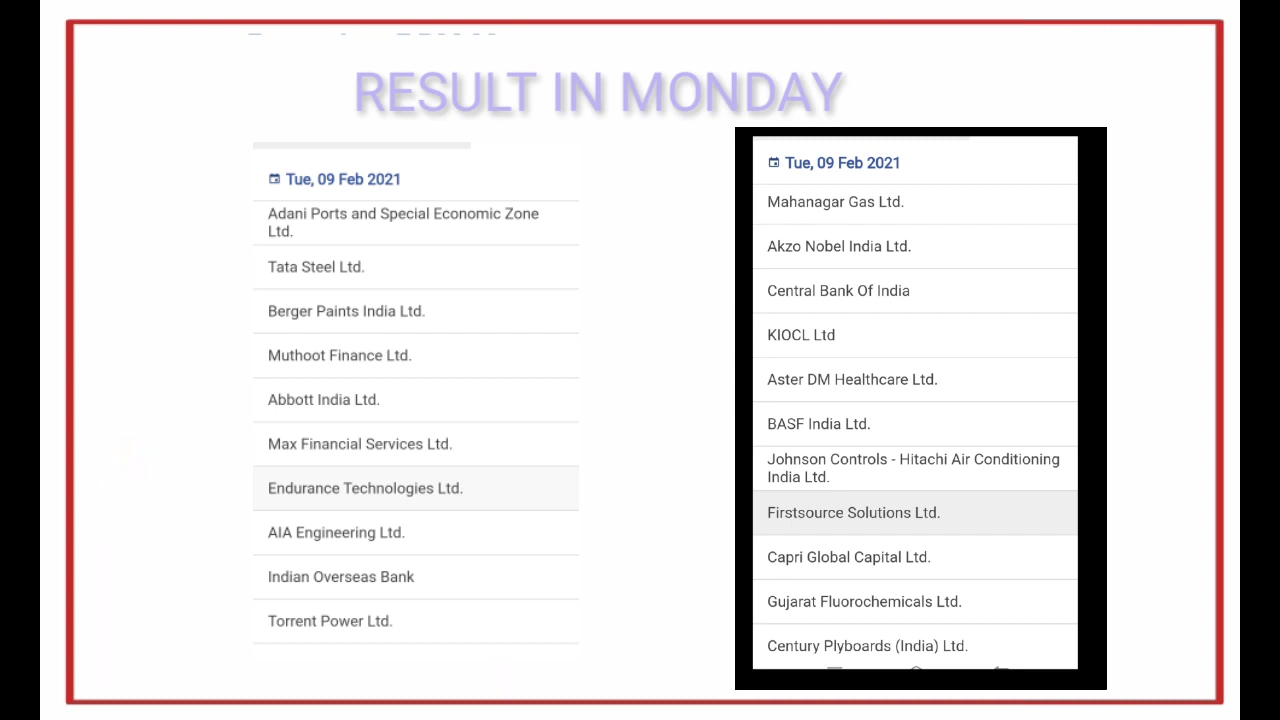 RESULT IN MONDAY
Tue, 09 Feb 2021
Adani Ports and Special Economic Zone
Ltd.
Tata Steel Ltd.
Berger Paints India Ltd.
Muthoot Finance Ltd.
Abbott India Ltd.
Max Financial Services Ltd.
Endurance Technologies Ltd.
AIA Engineering Ltd.
Indian Overseas Bank
Torrent Power Ltd.
Tue, 09 Feb 2021
Mahanagar Gas Ltd.
Akzo Nobel India Ltd.
Central Bank Of India
KIOCL Ltd
Aster DM Healthcare Ltd.
BASF India Ltd.
Johnson Controls - Hitachi Air Conditioning
India Ltd.
Firstsource Solutions Ltd.
Capri Global Capital Ltd.
Gujarat Fluorochemicals Ltd.
Century Plyboards (India) Ltd.